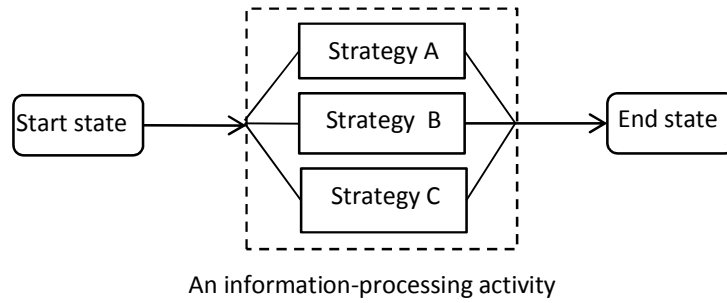 Strategy A
Start state
Strategy B
End state
Strategy C
An information-processing activity